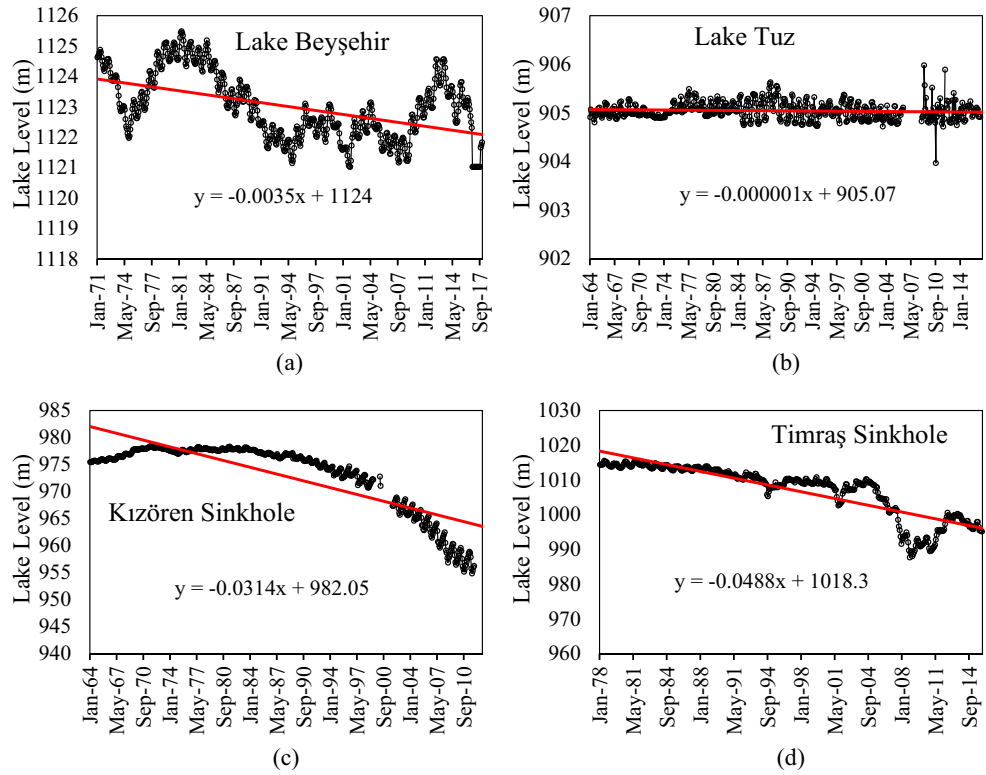 Lake Beyşehir
Lake Level (m)
1126
1125
1124
1123
1122
1121
1120
1119
1118
y = -0.0035x + 1124
Jan-71
May-74
Sep-77
Jan-81
May-84
Sep-87
Jan-91
May-94
Sep-97
Jan-01
May-04
Sep-07
Jan-11
May-14
Sep-17
(a)
Lake Tuz
Lake Level (m)
907
906
905
904
903
902
y = -0.000001x + 905.07
Jan-64
May-67
Sep-70
Jan-74
May-77
Sep-80
Jan-84
May-87
Sep-90
Jan-94
May-97
Sep-00
Jan-04
May-07
Sep-10
Jan-14
(b)
Kızören Sinkhole
Lake Level (m)
985
980
975
970
965
960
955
950
945
940
y = -0.0314x + 982.05
Jan-64
May-67
Sep-70
Jan-74
May-77
Sep-80
Jan-84
May-87
Sep-90
Jan-94
May-97
Sep-00
Jan-04
May-07
Sep-10
(c)
Timraş Sinkhole
Lake Level (m)
1030
1020
1010
1000
990
980
970
960
y = -0.0488x + 1018.3
Jan-78
May-81
Sep-84
Jan-88
May-91
Sep-94
Jan-98
May-01
Sep-04
Jan-08
May-11
Sep-14
(d)